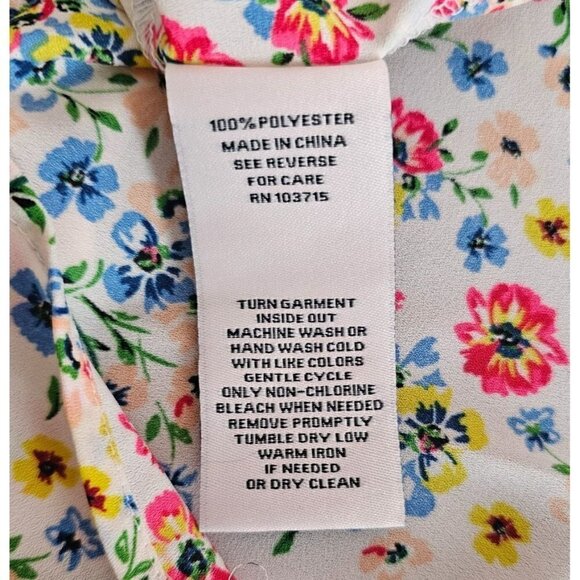 100% POLYESTER
MADE IN CHINA
SEE REVERSE
FOR CARE
RN 103715
TURN GARMENT
INSIDE OUT
MACHINE WASH OR
HAND WASH COLD
WITH LIKE COLORS
GENTLE CYCLE
ONLY NON-CHLORINE
BLEACH WHEN NEEDED
REMOVE PROMPTLY
TUMBLE DRY LOW
WARM IRON
IF NEEDED
OR DRY CLEAN